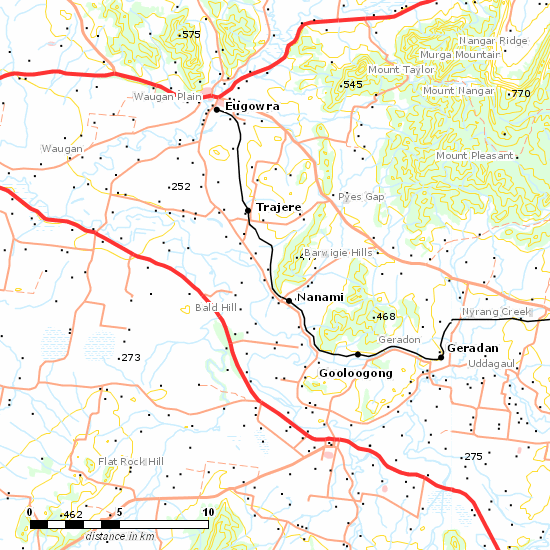 .575
Nangar Ridge
Murga Mountain
Mount Taylor
.545
Mount Nangar
.770
Waugan Plain
Eugowra
Waugan
Mount Pleasant
.252
Pyes Gap
Trajere
Barwigie Hills
Nanami
Bald Hill
Nyrang Creek
.468
Geradon
Geradan
.273
Gooloogong
Uddagaul
Flat Rock Hill
.275
0 5 10
.462
distance in km